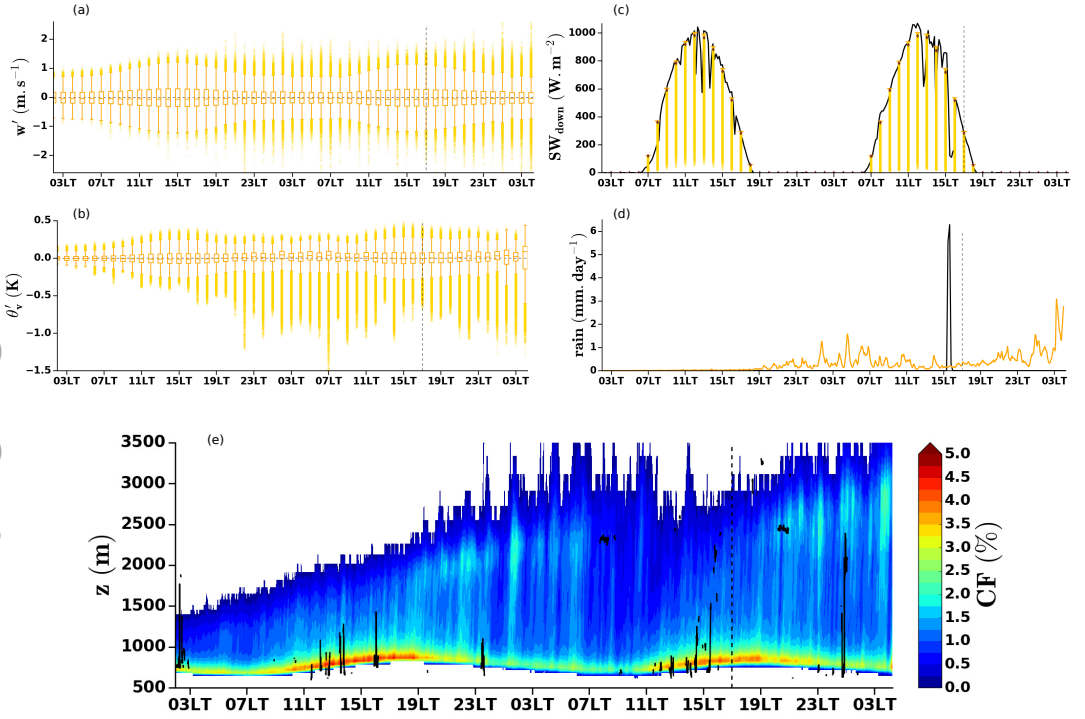 (a)
w′ (m. s⁻¹)
2
1
0
−1
−2
03LT 07LT 11LT 15LT 19LT 23LT 03LT 07LT 11LT 15LT 19LT 23LT 03LT
(c)
SWdown (W. m⁻²)
1000
800
600
400
200
0
03LT 07LT 11LT 15LT 19LT 23LT 03LT 07LT 11LT 15LT 19LT 23LT 03LT
(b)
θ′v (K)
0.5
0.0
−0.5
−1.0
−1.5
03LT 07LT 11LT 15LT 19LT 23LT 03LT 07LT 11LT 15LT 19LT 23LT 03LT
(d)
rain (mm. day⁻¹)
6
5
4
3
2
1
0
03LT 07LT 11LT 15LT 19LT 23LT 03LT 07LT 11LT 15LT 19LT 23LT 03LT
(e)
z (m)
3500
3000
2500
2000
1500
1000
500
03LT 07LT 11LT 15LT 19LT 23LT 03LT 07LT 11LT 15LT 19LT 23LT 03LT
5.0
4.5
4.0
3.5
3.0
2.5
2.0
1.5
1.0
0.5
0.0
CF (%)